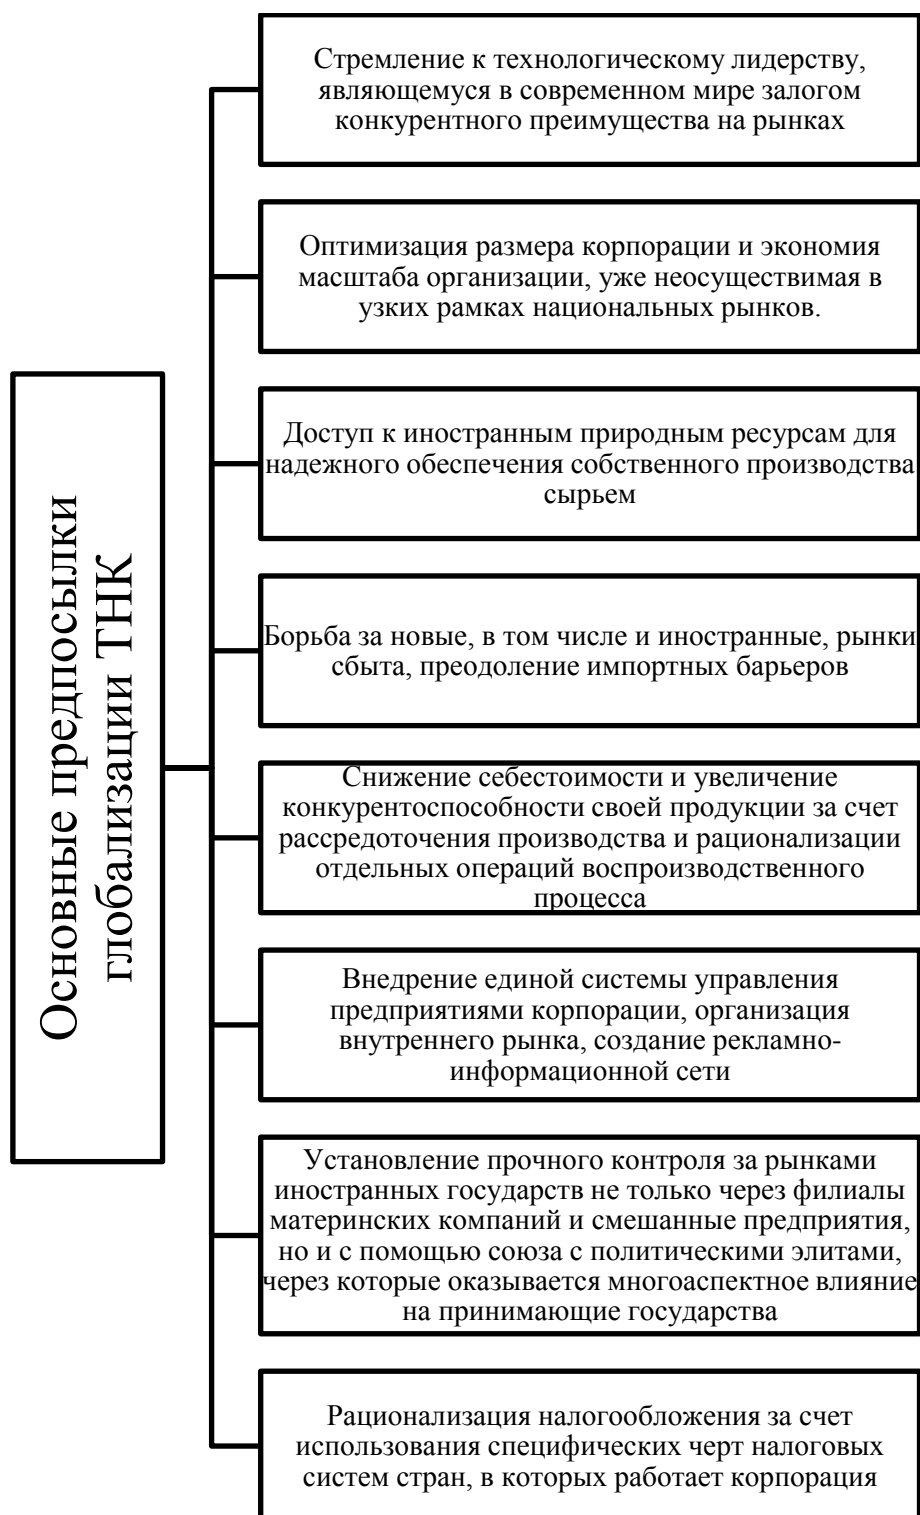 Основные предпосылки
глобализации ТНК
Стремление к технологическому лидерству,
являющемуся в современном мире залогом
конкурентного преимущества на рынках
Оптимизация размера корпорации и экономия
масштаба организации, уже неосуществимая в
узких рамках национальных рынков.
Доступ к иностранным природным ресурсам для
надежного обеспечения собственного производства
сырьем
Борьба за новые, в том числе и иностранные, рынки
сбыта, преодоление импортных барьеров
Снижение себестоимости и увеличение
конкурентоспособности своей продукции за счет
рассредоточения производства и рационализации
отдельных операций воспроизводственного
процесса
Внедрение единой системы управления
предприятиями корпорации, организация
внутреннего рынка, создание рекламно-
информационной сети
Установление прочного контроля за рынками
иностранных государств не только через филиалы
материнских компаний и смешанные предприятия,
но и с помощью союза с политическими элитами,
через которые оказывается многоаспектное влияние
на принимающие государства
Рационализация налогообложения за счет
использования специфических черт налоговых
систем стран, в которых работает корпорация